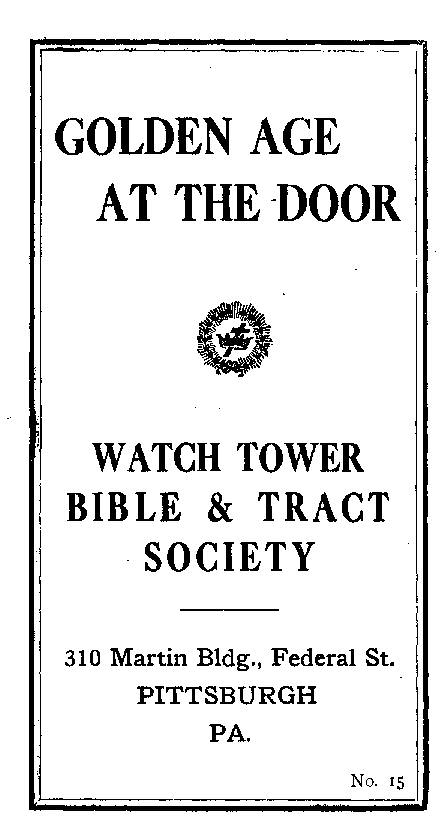 GOLDEN AGE
AT THE DOOR
WATCH TOWER
BIBLE & TRACT
SOCIETY
310 Martin Bldg., Federal St.
PITTSBURGH
PA.
No. 15